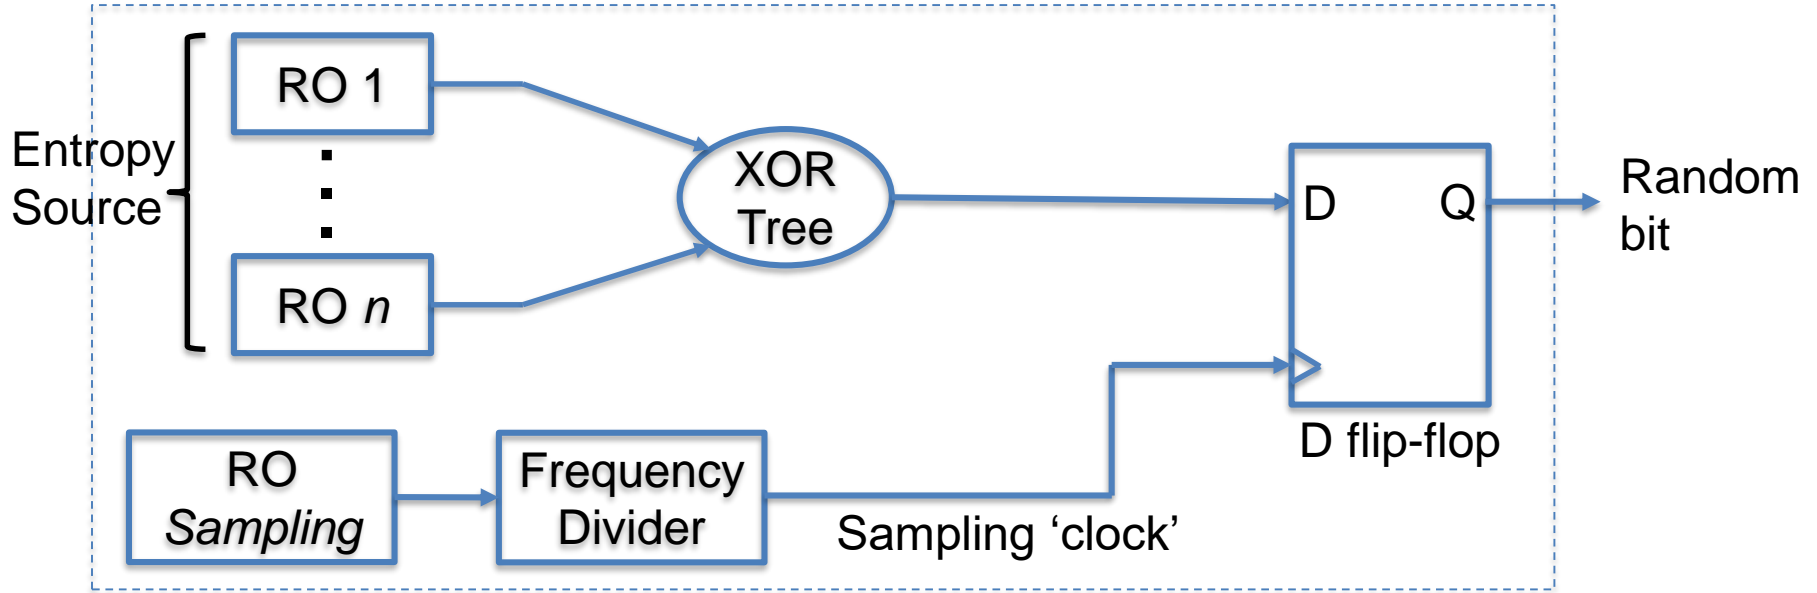 RO 1
Entropy
Source
RO n
XOR
Tree
D
Q
Random
bit
D flip-flop
RO
Sampling
Frequency
Divider
Sampling ‘clock’